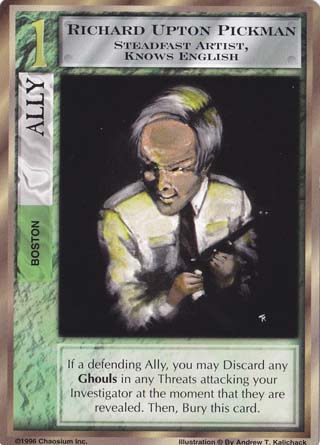 1
RICHARD UPTON PICKMAN
STEADFAST ARTIST,
KNOWS ENGLISH
ALLY
BOSTON
If a defending Ally, you may Discard any
Ghouls in any Threats attacking your
Investigator at the moment that they
are revealed. Then, Bury this card.
©1996 Chaosium Inc.
Illustration © By Andrew T. Kalichack